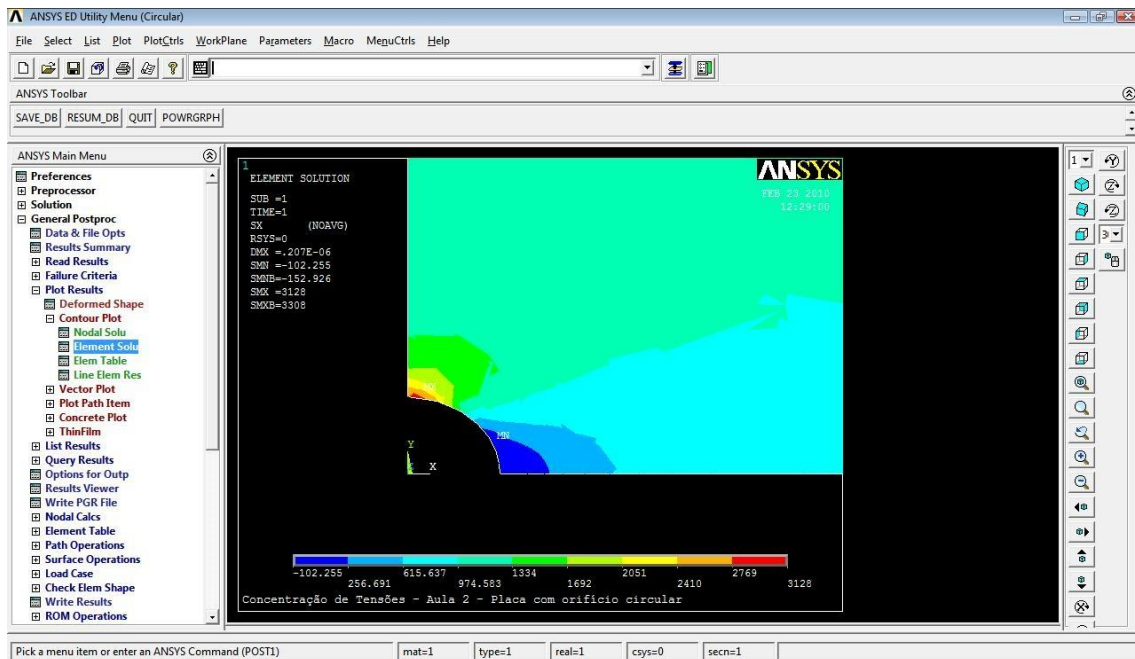 ANSYS ED Utility Menu (Circular)
File Select List Plot PlotCtrls WorkPlane Parameters Macro MenuCtrls Help
ANSYS Toolbar
SAVE_DB RESUM_DB QUIT POWRGRPH
ANSYS Main Menu
Preferences
Preprocessor
Solution
General Postproc
Data & File Opts
Results Summary
Read Results
Failure Criteria
Plot Results
Deformed Shape
Contour Plot
Nodal Solu
Element Solu
Elem Table
Line Elem Res
Vector Plot
Plot Path Item
Concrete Plot
ThinFilm
List Results
Query Results
Options for Outp
Results Viewer
Write PGR File
Nodal Calcs
Element Table
Path Operations
Surface Operations
Load Case
Check Elem Shape
Write Results
ROM Operations
1
ELEMENT SOLUTION
SUB =1
TIME=1
SX (NOAVG)
RSYS=0
DMX =.207E-06
SMN =-102.255
SMNB=-152.926
SMX =3128
SMXB=3308
ANSYS
FEB 23 2010
12:29:00
MX
MN
Y
X
-102.255 615.637 1334 2051 2769
256.691 974.583 1692 2410 3128
Concentração de Tensões - Aula 2 - Placa com orifício circular
1
Pick a menu item or enter an ANSYS Command (POST1) mat=1 type=1 real=1 csys=0 secn=1